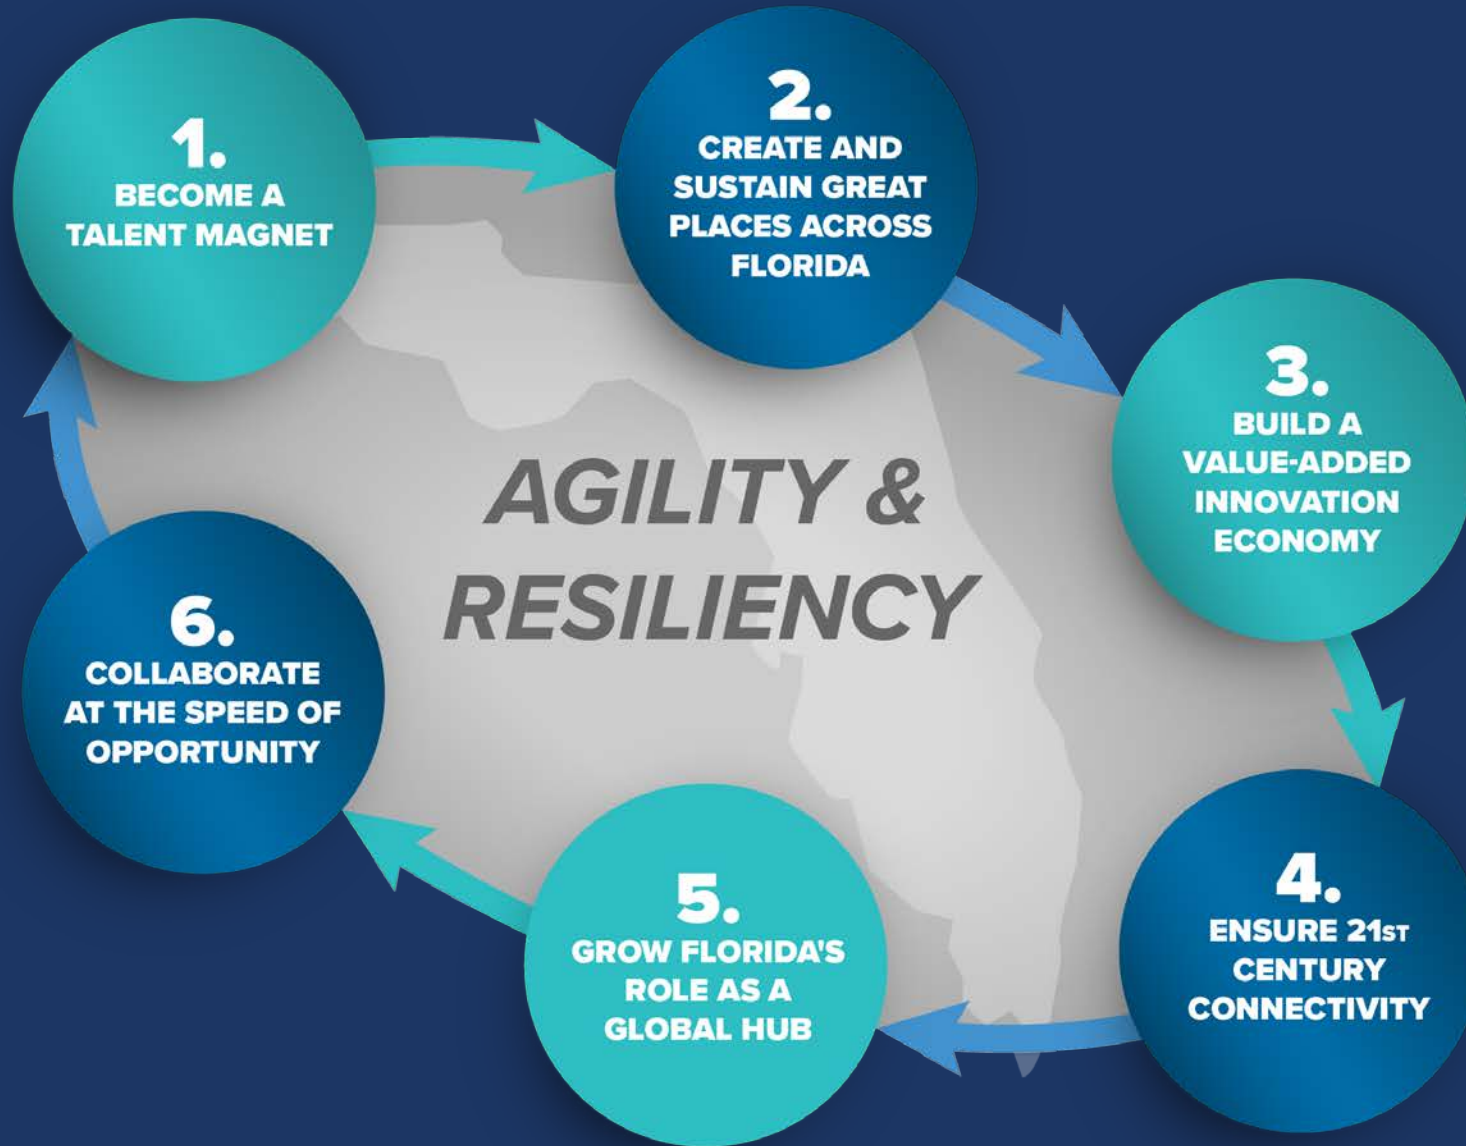 1.
BECOME A
TALENT MAGNET
2.
CREATE AND
SUSTAIN GREAT
PLACES ACROSS
FLORIDA
3.
BUILD A
VALUE-ADDED
INNOVATION
ECONOMY
AGILITY &
RESILIENCY
4.
ENSURE 21ST
CENTURY
CONNECTIVITY
5.
GROW FLORIDA'S
ROLE AS A
GLOBAL HUB
6.
COLLABORATE
AT THE SPEED OF
OPPORTUNITY